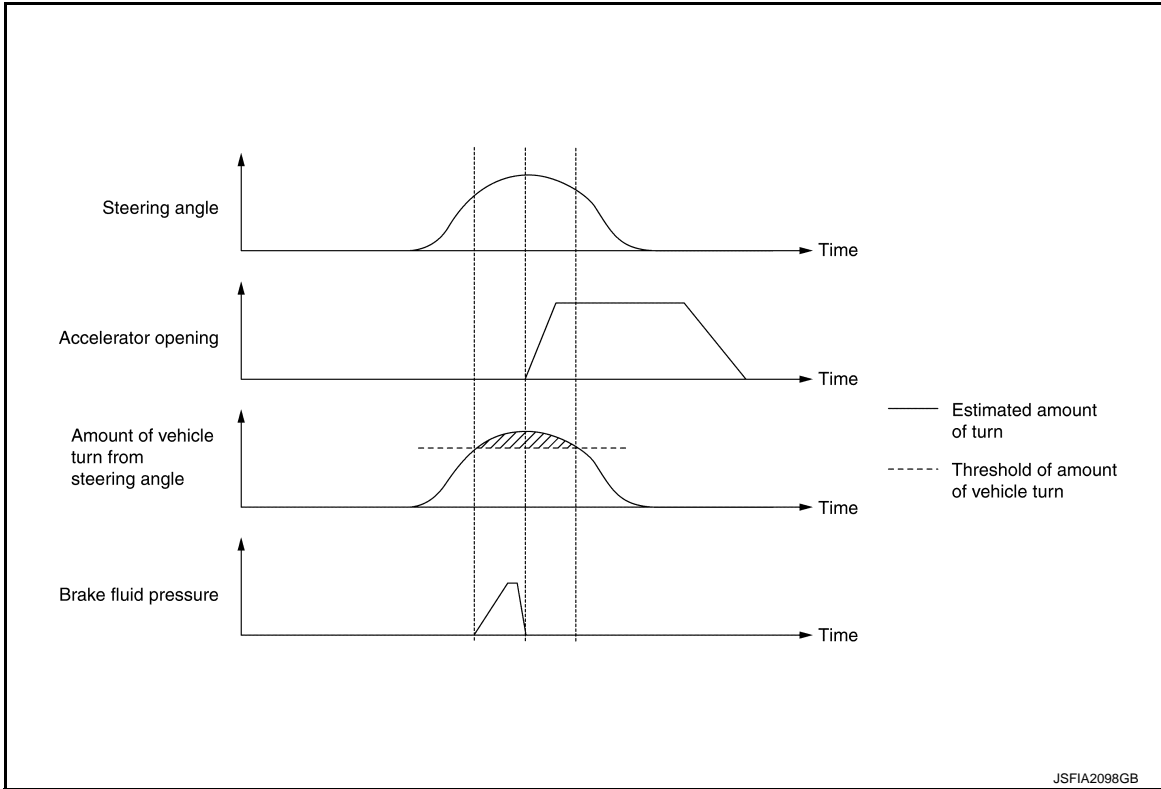 Steering angle
Time
Accelerator opening
Time
Amount of vehicle
turn from
steering angle
Time
Estimated amount
of turn
Threshold of amount
of vehicle turn
Brake fluid pressure
Time
JSFIA2098GB